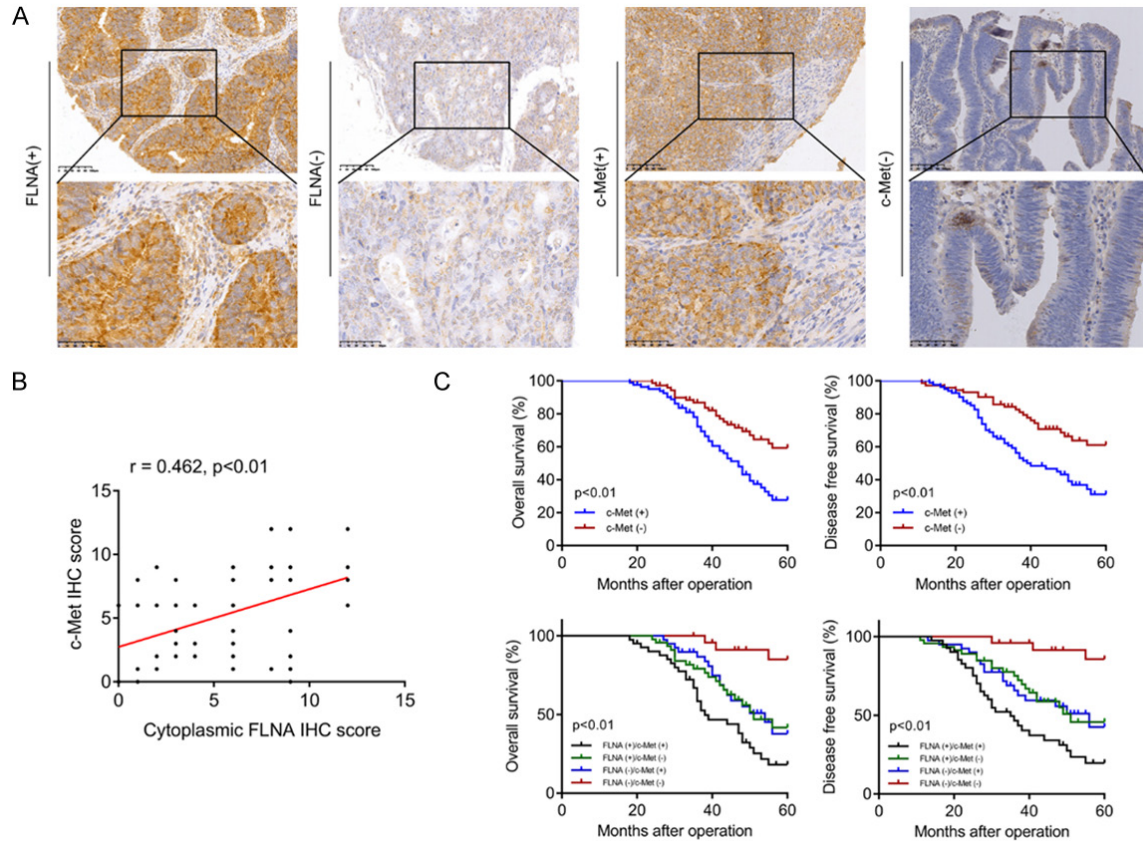 A
FLNA(+)
FLNA(-)
c-Met(+)
c-Met(-)
B
r = 0.462, p<0.01
c-Met IHC score
15
10
5
0
0
5
10
15
Cytoplasmic FLNA IHC score
C
Overall survival (%)
100
80
60
40
20
0
p<0.01
c-Met (+)
c-Met (-)
0
20
40
60
Months after operation
Disease free survival (%)
100
80
60
40
20
0
p<0.01
c-Met (+)
c-Met (-)
0
20
40
60
Months after operation
Overall survival (%)
100
50
0
p<0.01
FLNA (+)/c-Met (+)
FLNA (+)/c-Met (-)
FLNA (-)/c-Met (+)
FLNA (-)/c-Met (-)
0
20
40
60
Months after operation
Disease free survival (%)
100
50
0
p<0.01
FLNA (+)/c-Met (+)
FLNA (+)/c-Met (-)
FLNA (-)/c-Met (+)
FLNA (-)/c-Met (-)
0
20
40
60
Months after operation